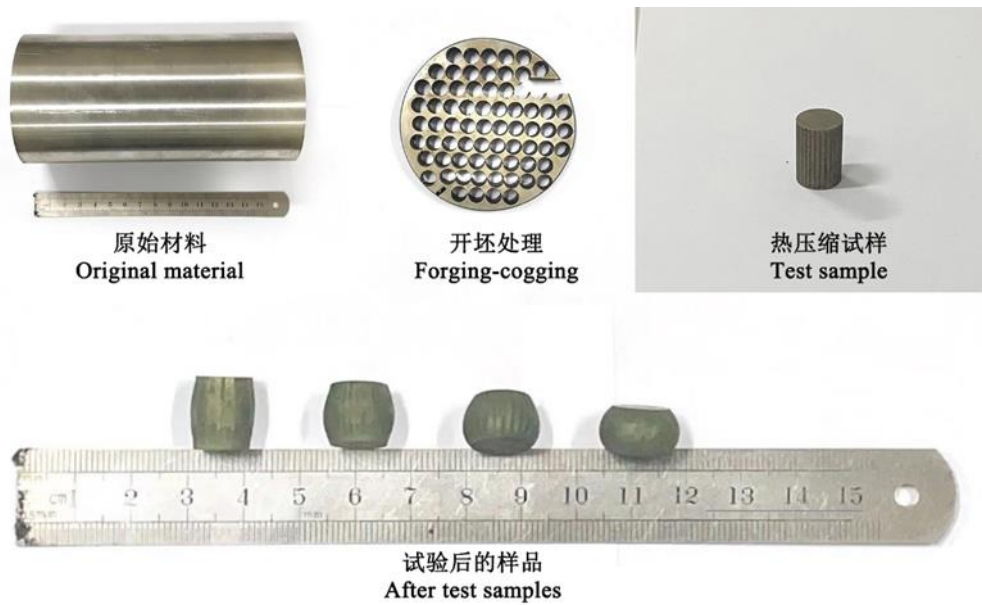 原始材料
Original material
开坯处理
Forging-cogging
热压缩试样
Test sample
cm1 2 3 4 5 6 7 8 9 10 11 12 13 14 15
mm
试验后的样品
After test samples